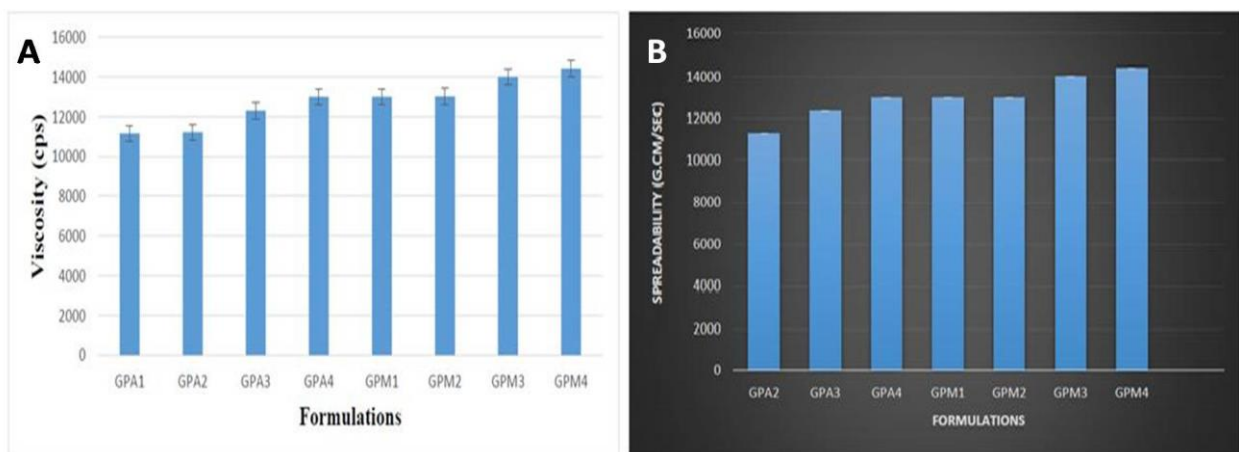 A
Viscosity (cps)
16000
14000
12000
10000
8000
6000
4000
2000
0
GPA1 GPA2 GPA3 GPA4 GPM1 GPM2 GPM3 GPM4
Formulations
B
SPREADABILITY (G.CM/SEC)
16000
14000
12000
10000
8000
6000
4000
2000
0
GPA2 GPA3 GPA4 GPM1 GPM2 GPM3 GPM4
FORMULATIONS